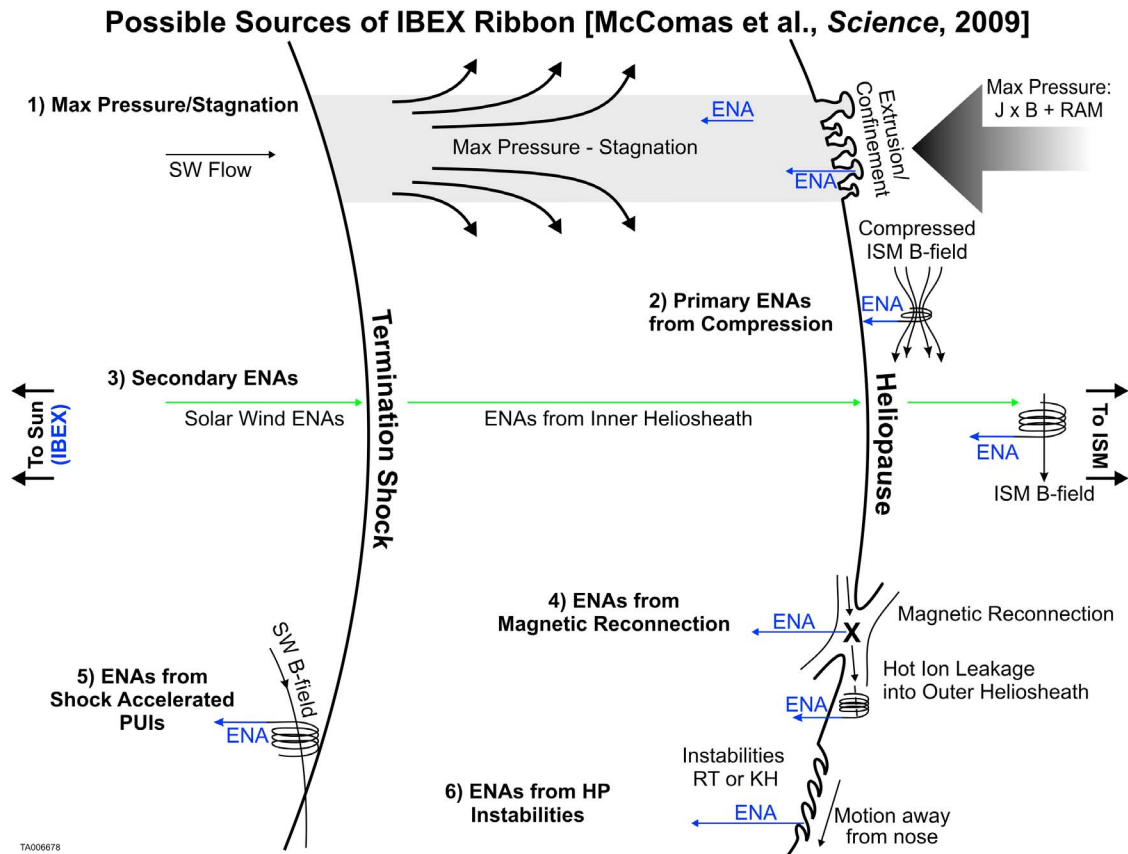 Possible Sources of IBEX Ribbon [McComas et al., Science, 2009]
1) Max Pressure/Stagnation
SW Flow
ENA
Max Pressure - Stagnation
ENA
Extrusion/
Confinement
Max Pressure:
J x B + RAM
Compressed
ISM B-field
2) Primary ENAs
from Compression
ENA
Termination Shock
Heliopause
3) Secondary ENAs
Solar Wind ENAs
ENAs from Inner Heliosheath
To Sun
(IBEX)
ENA
To ISM
ISM B-field
4) ENAs from
Magnetic Reconnection
ENA
X
Magnetic Reconnection
Hot Ion Leakage
into Outer Heliosheath
ENA
5) ENAs from
Shock Accelerated
PUIs
SW B-field
ENA
6) ENAs from HP
Instabilities
Instabilities
RT or KH
ENA
Motion away
from nose
TA006678